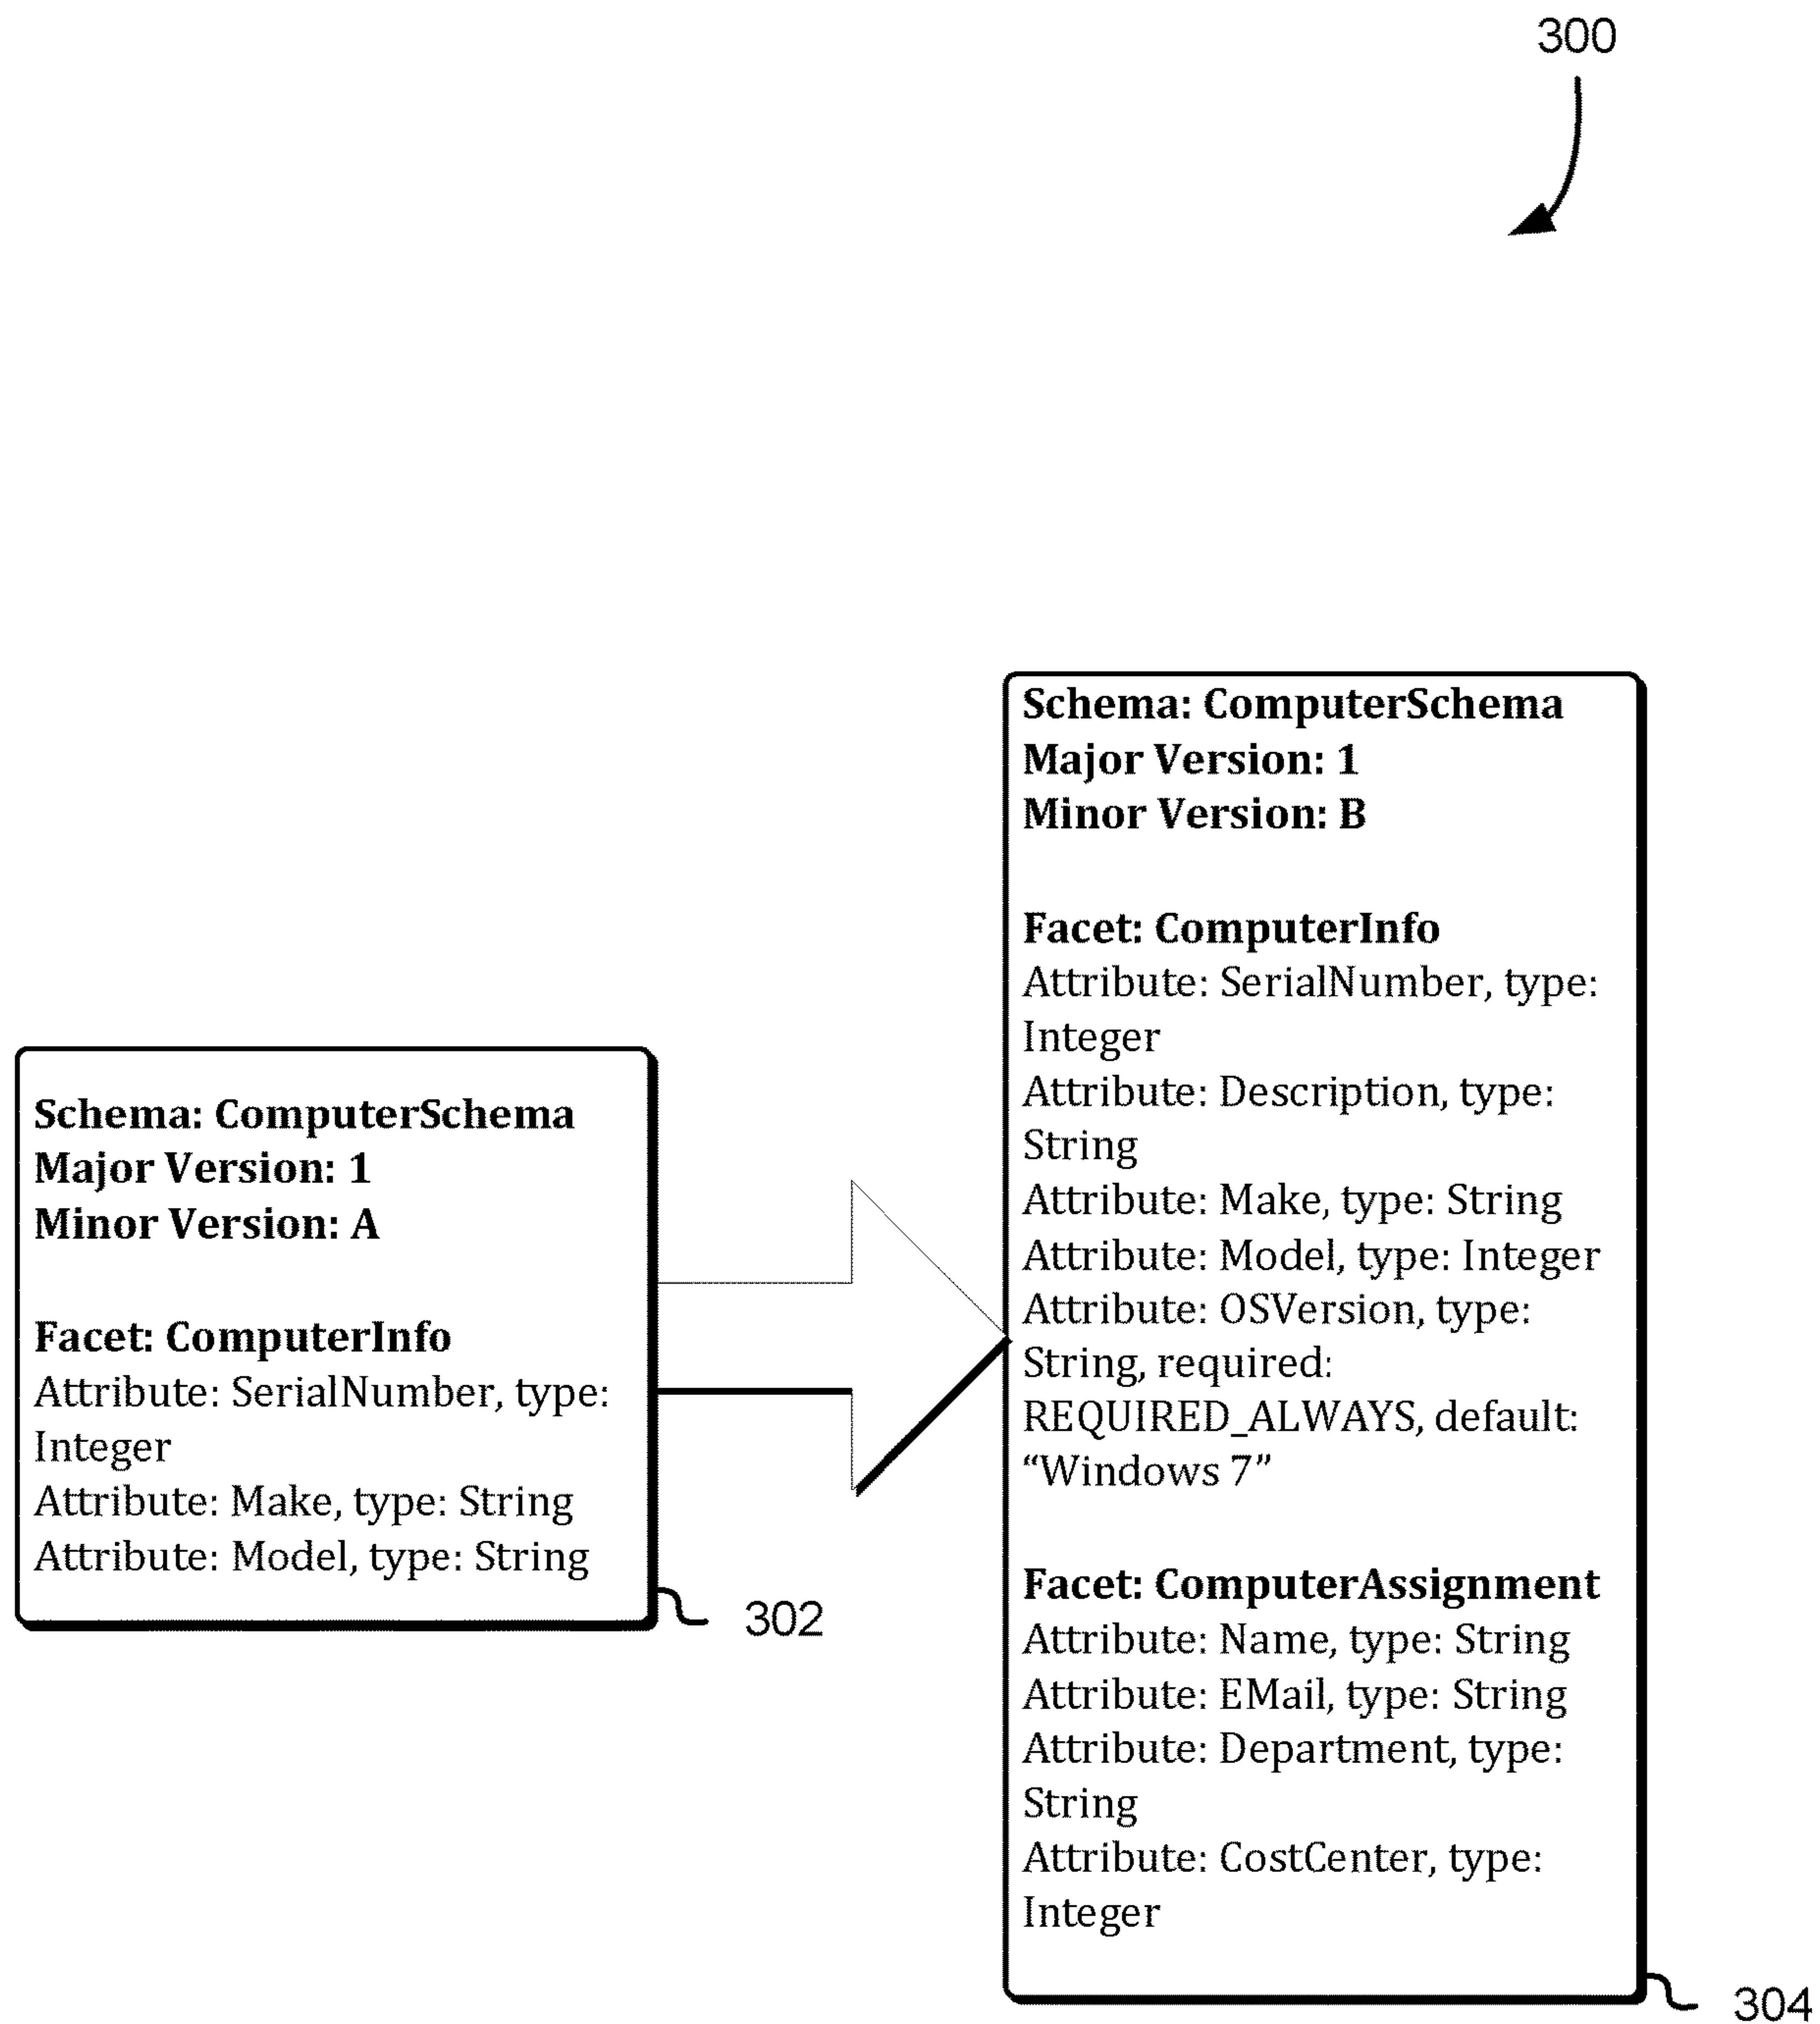 300
Schema: ComputerSchema
Major Version: 1
Minor Version: A
Facet: ComputerInfo
Attribute: SerialNumber, type:
Integer
Attribute: Make, type: String
Attribute: Model, type: String
302
Schema: ComputerSchema
Major Version: 1
Minor Version: B
Facet: ComputerInfo
Attribute: SerialNumber, type:
Integer
Attribute: Description, type:
String
Attribute: Make, type: String
Attribute: Model, type: Integer
Attribute: OSVersion, type:
String, required:
REQUIRED_ALWAYS, default:
“Windows 7”
Facet: ComputerAssignment
Attribute: Name, type: String
Attribute: EMail, type: String
Attribute: Department, type:
String
Attribute: CostCenter, type:
Integer
304